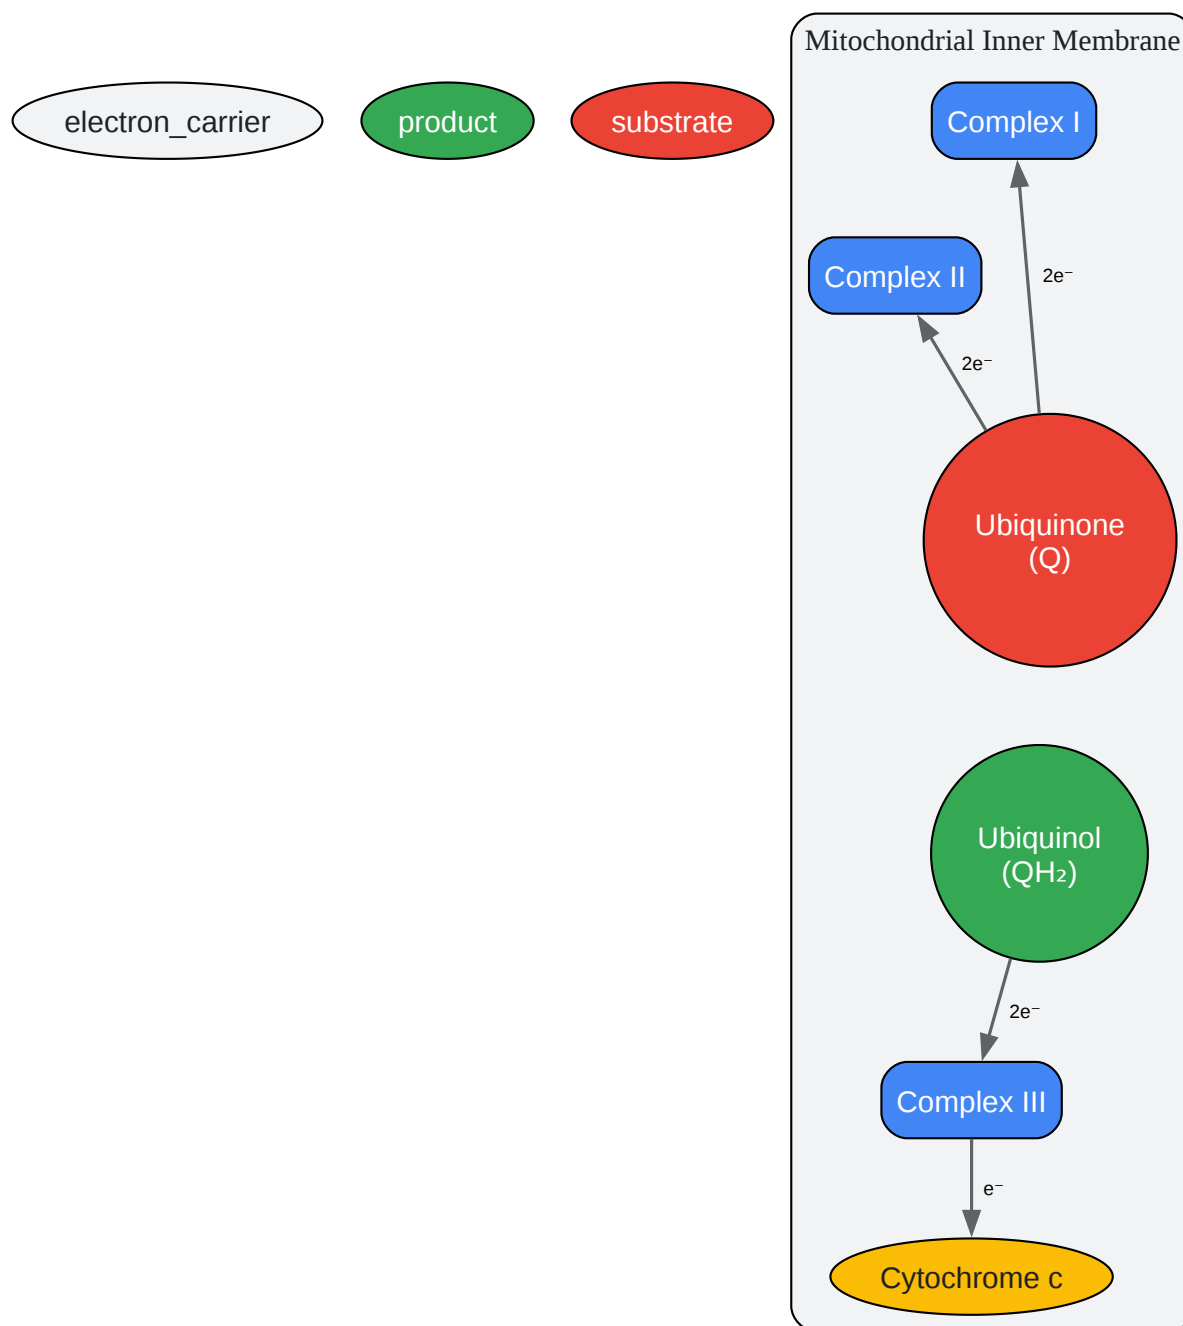 Mitochondrial Inner Membrane
electron_carrier
product
substrate
Complex I
Complex II
2e⁻
2e⁻
Ubiquinone
(Q)
Ubiquinol
(QH₂)
2e⁻
Complex III
e⁻
Cytochrome c